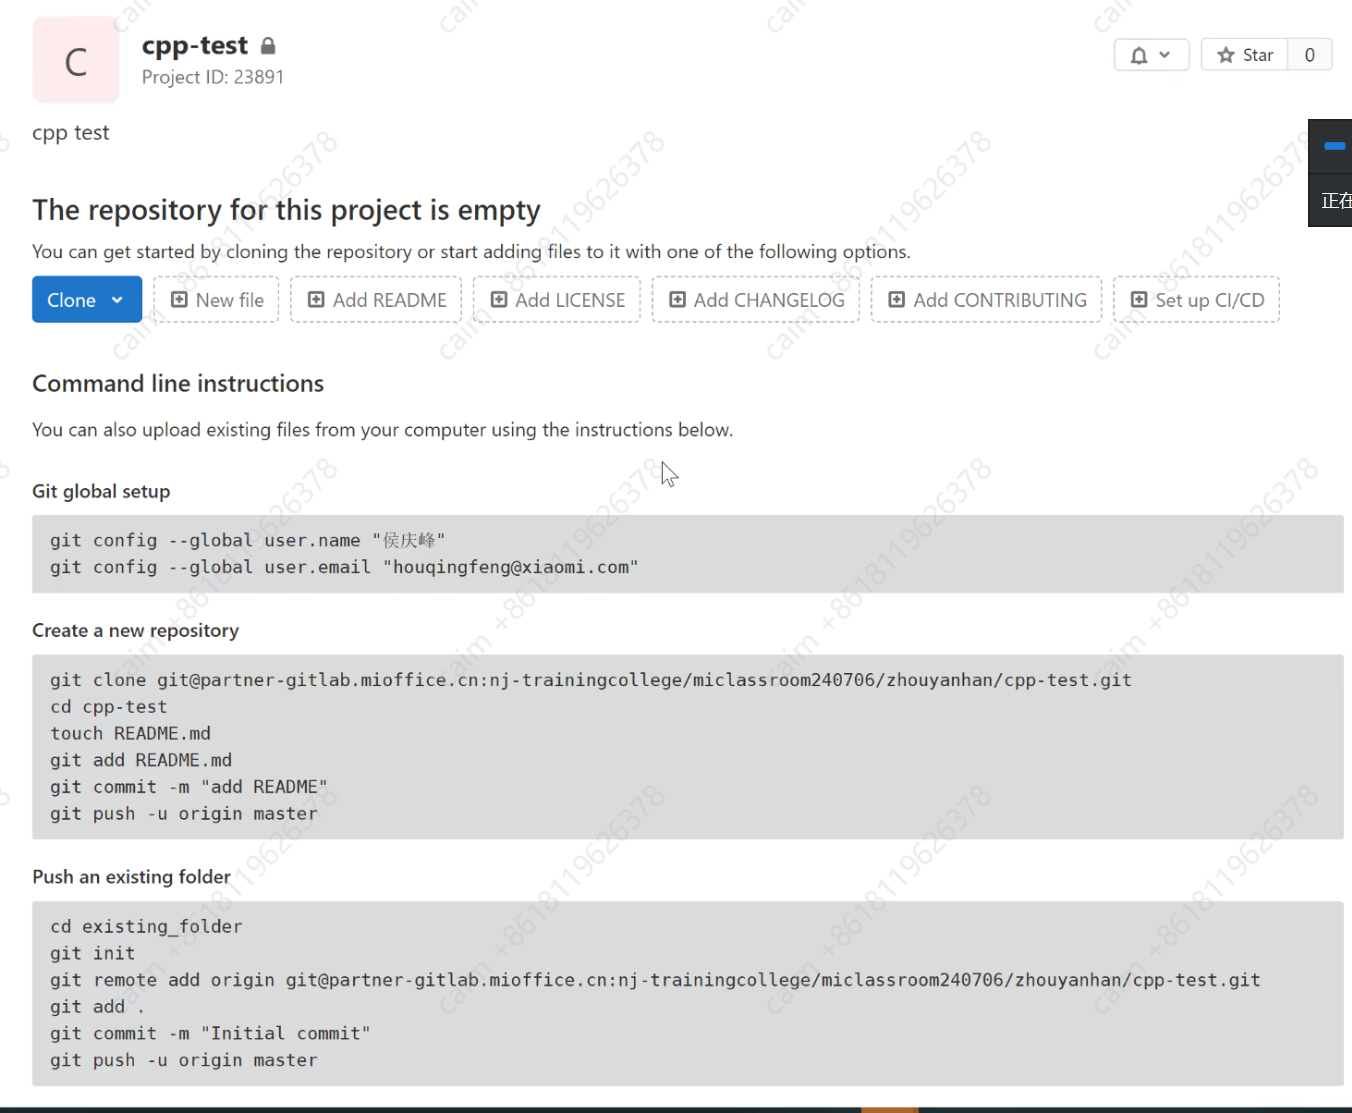 C
cpp-test
Project ID: 23891
Star 0
cpp test
正在
The repository for this project is empty
You can get started by cloning the repository or start adding files to it with one of the following options.
Clone New file Add README Add LICENSE Add CHANGELOG Add CONTRIBUTING Set up CI/CD
Command line instructions
You can also upload existing files from your computer using the instructions below.
Git global setup
git config --global user.name "侯庆峰"
git config --global user.email "houqingfeng@xiaomi.com"
Create a new repository
git clone git@partner-gitlab.mioffice.cn:nj-trainingcollege/miclassroom240706/zhouyanhan/cpp-test.git
cd cpp-test
touch README.md
git add README.md
git commit -m "add README"
git push -u origin master
Push an existing folder
cd existing_folder
git init
git remote add origin git@partner-gitlab.mioffice.cn:nj-trainingcollege/miclassroom240706/zhouyanhan/cpp-test.git
git add .
git commit -m "Initial commit"
git push -u origin master
caim +8618119626378